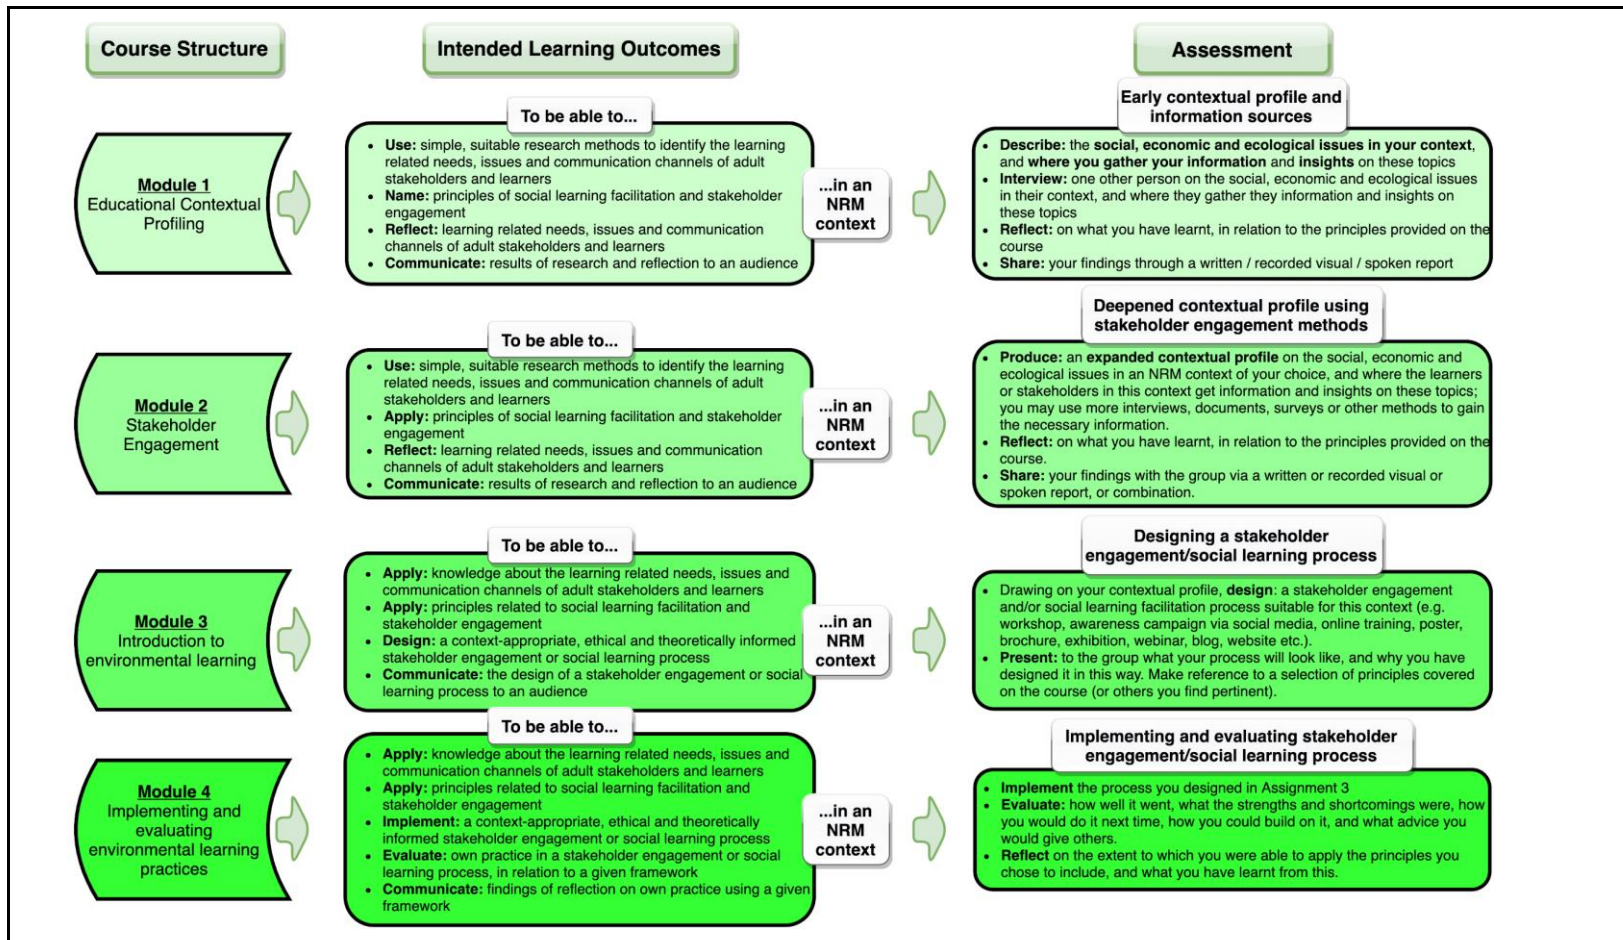 Course Structure
Intended Learning Outcomes
Assessment
Module 1
Educational Contextual
Profiling
To be able to...
• Use: simple, suitable research methods to identify the learning
related needs, issues and communication channels of adult
stakeholders and learners
• Name: principles of social learning facilitation and stakeholder
engagement
• Reflect: learning related needs, issues and communication
channels of adult stakeholders and learners
• Communicate: results of research and reflection to an audience
...in an
NRM
context
Early contextual profile and
information sources
• Describe: the social, economic and ecological issues in your context,
and where you gather your information and insights on these topics
• Interview: one other person on the social, economic and ecological issues
in their context, and where they gather they information and insights on
these topics
• Reflect: on what you have learnt, in relation to the principles provided on the
course
• Share: your findings through a written / recorded visual / spoken report
Module 2
Stakeholder
Engagement
To be able to...
• Use: simple, suitable research methods to identify the learning
related needs, issues and communication channels of adult
stakeholders and learners
• Apply: principles of social learning facilitation and stakeholder
engagement
• Reflect: learning related needs, issues and communication
channels of adult stakeholders and learners
• Communicate: results of research and reflection to an audience
...in an
NRM
context
Deepened contextual profile using
stakeholder engagement methods
• Produce: an expanded contextual profile on the social, economic and
ecological issues in an NRM context of your choice, and where the learners
or stakeholders in this context get information and insights on these topics;
you may use more interviews, documents, surveys or other methods to gain
the necessary information.
• Reflect: on what you have learnt, in relation to the principles provided on the
course.
• Share: your findings with the group via a written or recorded visual or
spoken report, or combination.
Module 3
Introduction to
environmental learning
To be able to...
• Apply: knowledge about the learning related needs, issues and
communication channels of adult stakeholders and learners
• Apply: principles related to social learning facilitation and
stakeholder engagement
• Design: a context-appropriate, ethical and theoretically informed
stakeholder engagement or social learning process
• Communicate: the design of a stakeholder engagement or social
learning process to an audience
...in an
NRM
context
Designing a stakeholder
engagement/social learning process
• Drawing on your contextual profile, design: a stakeholder engagement
and/or social learning facilitation process suitable for this context (e.g.
workshop, awareness campaign via social media, online training, poster,
brochure, exhibition, webinar, blog, website etc.).
• Present: to the group what your process will look like, and why you have
designed it in this way. Make reference to a selection of principles covered
on the course (or others you find pertinent).
Module 4
Implementing and
evaluating
environmental learning
practices
To be able to...
• Apply: knowledge about the learning related needs, issues and
communication channels of adult stakeholders and learners
• Apply: principles related to social learning facilitation and
stakeholder engagement
• Implement: a context-appropriate, ethical and theoretically
informed stakeholder engagement or social learning process
• Evaluate: own practice in a stakeholder engagement or social
learning process, in relation to a given framework
• Communicate: findings of reflection on own practice using a given
framework
...in an
NRM
context
Implementing and evaluating stakeholder
engagement/social learning process
• Implement the process you designed in Assignment 3
• Evaluate: how well it went, what the strengths and shortcomings were, how
you would do it next time, how you could build on it, and what advice you
would give others.
• Reflect on the extent to which you were able to apply the principles you
chose to include, and what you have learnt from this.